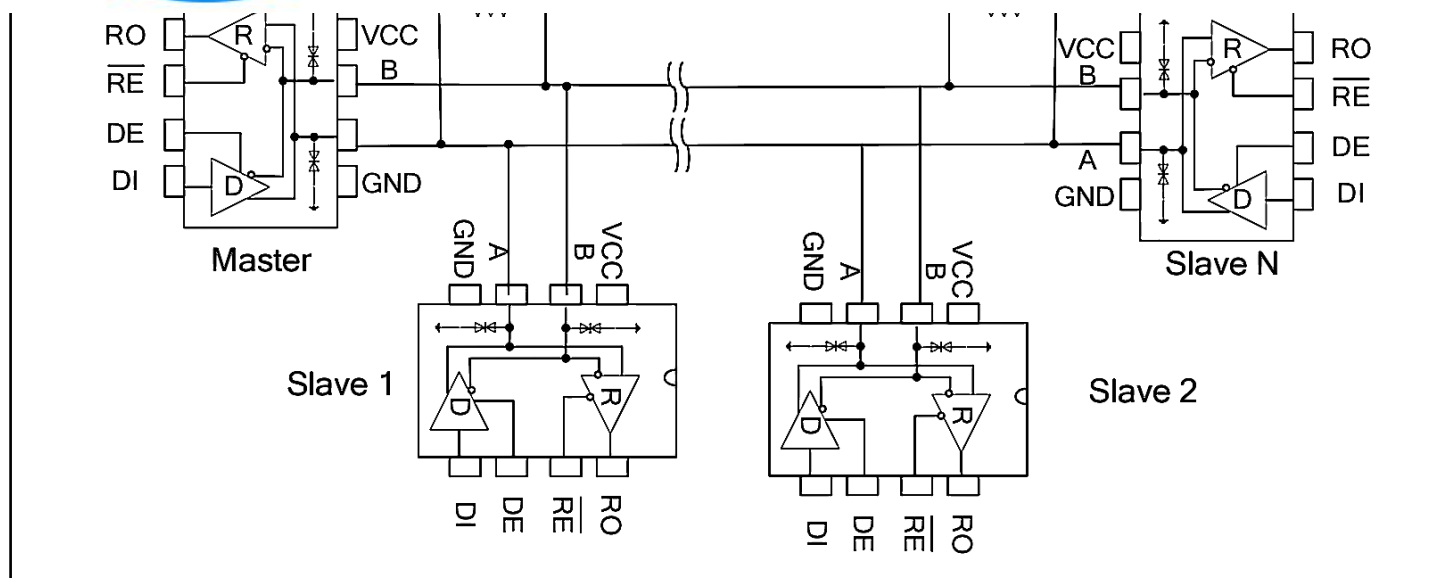 RO R VCC
RE B
DE
DI D GND
Master
VCC R RO
B RE
A DE
GND D DI
Slave N
GND A B VCC
Slave 1
D R
DI DE RE RO
GND A B VCC
Slave 2
D R
DI DE RE RO